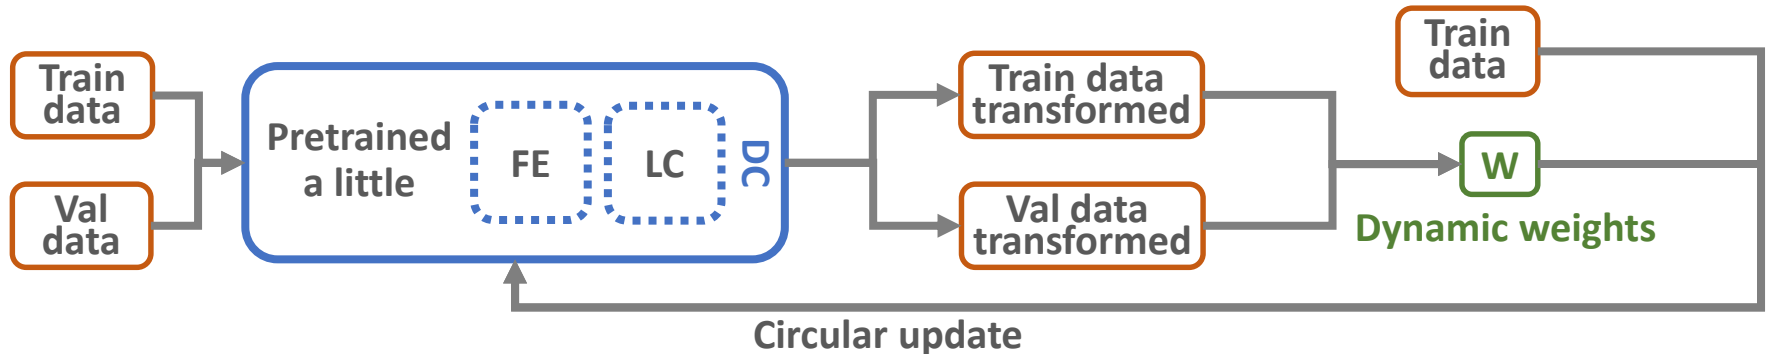 Train
data
Val
data
Pretrained
a little
FE
LC
DC
Train data
transformed
Val data
transformed
Train
data
W
Dynamic weights
Circular update